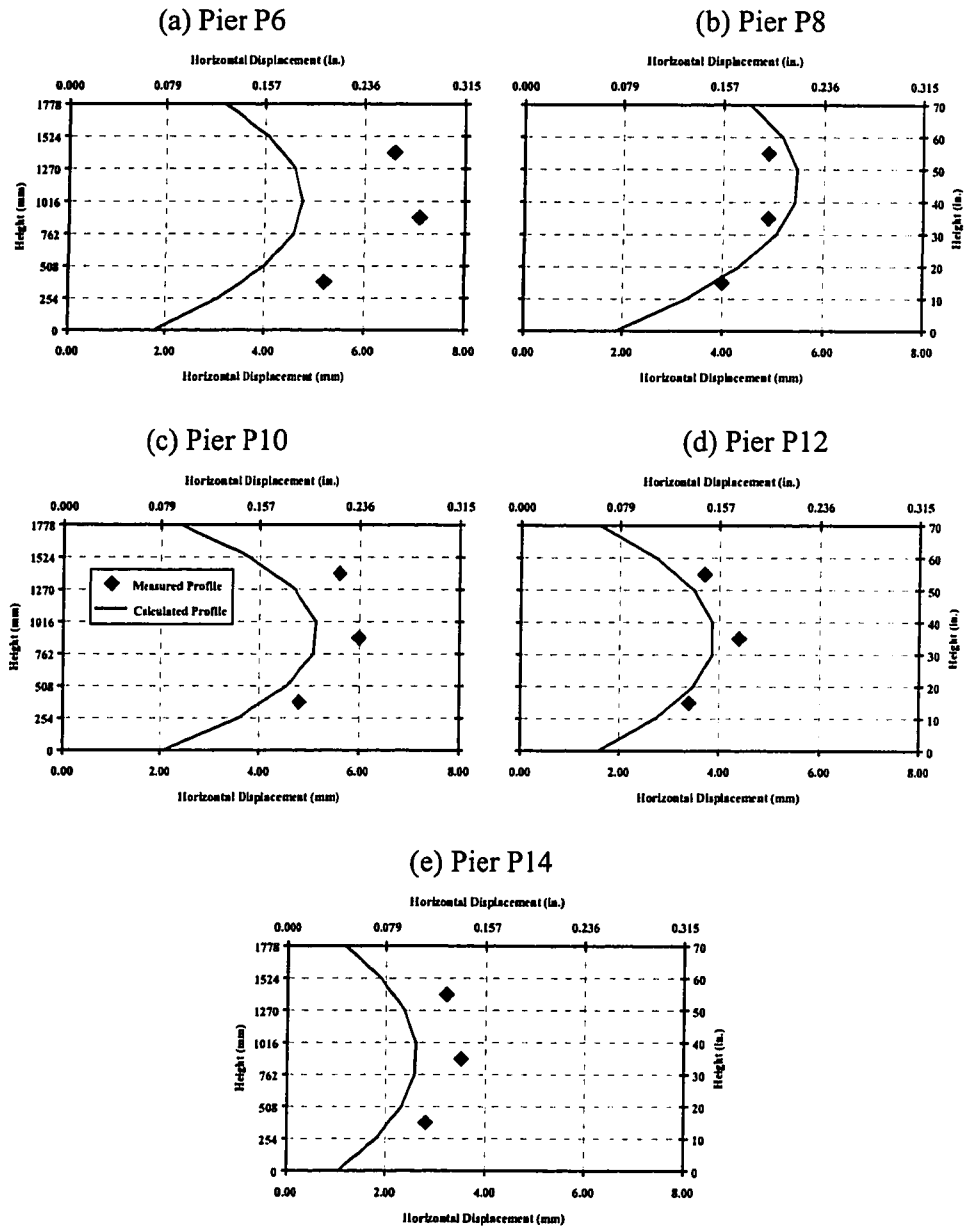 (a) Pier P6
Horizontal Displacement (in.)
0.000 0.079 0.157 0.236 0.315
1778
1524
1270
1016
762
508
254
0
Height (mm)
0.00 2.00 4.00 6.00 8.00
Horizontal Displacement (mm)
(b) Pier P8
Horizontal Displacement (in.)
0.000 0.079 0.157 0.236 0.315
70
60
50
40
30
20
10
0
Height (in.)
0.00 2.00 4.00 6.00 8.00
Horizontal Displacement (mm)
(c) Pier P10
Horizontal Displacement (in.)
0.000 0.079 0.157 0.236 0.315
1778
1524
1270
1016
762
508
254
0
Height (mm)
Measured Profile
Calculated Profile
0.00 2.00 4.00 6.00 8.00
Horizontal Displacement (mm)
(d) Pier P12
Horizontal Displacement (in.)
0.000 0.079 0.157 0.236 0.315
70
60
50
40
30
20
10
0
Height (in.)
0.00 2.00 4.00 6.00 8.00
Horizontal Displacement (mm)
(e) Pier P14
Horizontal Displacement (in.)
0.000 0.079 0.157 0.236 0.315
1778
1524
1270
1016
762
508
254
0
Height (mm)
70
60
50
40
30
20
10
0
Height (in.)
0.00 2.00 4.00 6.00 8.00
Horizontal Displacement (mm)